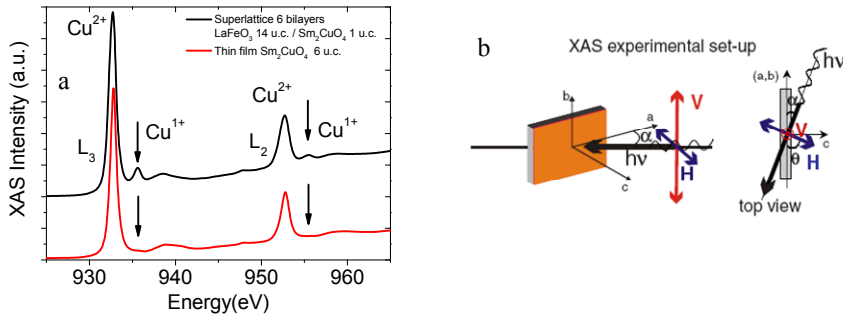 a
XAS Intensity (a.u.)
Superlattice 6 bilayers
LaFeO₃ 14 u.c. / Sm₂CuO₄ 1 u.c.
Thin film Sm₂CuO₄ 6 u.c.
Cu²⁺
Cu¹⁺
L₃
Cu²⁺
Cu¹⁺
L₂
930 940 950 960
Energy(eV)
b
XAS experimental set-up
b
a
α
c
hν
V
H
(a,b)
hν
α
V
c
θ
H
top view